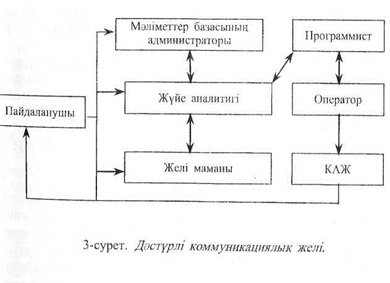 Мәліметтер базасының
администраторы
Программист
Жүйе аналитигі
Оператор
Пайдаланушы
Желі маманы
КАЖ
3-сурет. Дәстүрлі коммуникациялық желі.